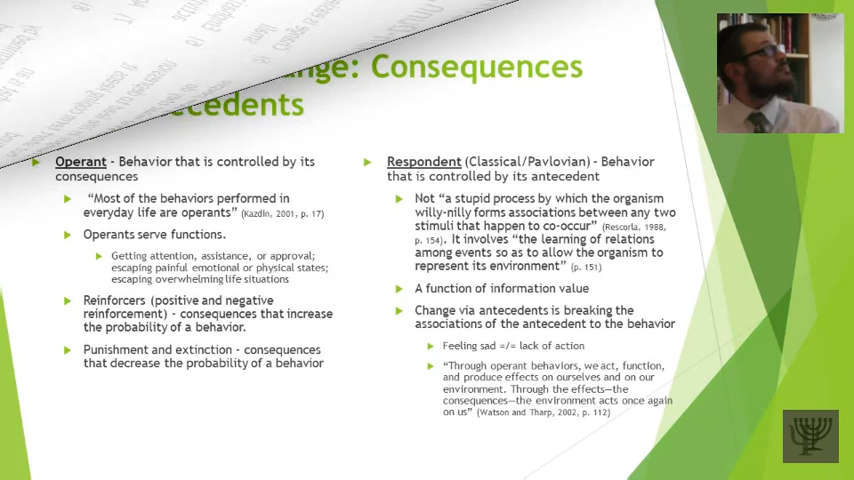 ange: Consequences
cedents
Operant - Behavior that is controlled by its
consequences
“Most of the behaviors performed in
everyday life are operants” (Kazdin, 2001, p. 17)
Operants serve functions.
Getting attention, assistance, or approval;
escaping painful emotional or physical states;
escaping overwhelming life situations
Reinforcers (positive and negative
reinforcement) - consequences that increase
the probability of a behavior.
Punishment and extinction - consequences
that decrease the probability of a behavior
Respondent (Classical/Pavlovian) - Behavior
that is controlled by its antecedent
Not “a stupid process by which the organism
willy-nilly forms associations between any two
stimuli that happen to co-occur” (Rescorla, 1988,
p. 154). It involves “the learning of relations
among events so as to allow the organism to
represent its environment” (p. 151)
A function of information value
Change via antecedents is breaking the
associations of the antecedent to the behavior
Feeling sad =/= lack of action
“Through operant behaviors, we act, function,
and produce effects on ourselves and on our
environment. Through the effects—the
consequences—the environment acts once again
on us” (Watson and Tharp, 2002, p. 112)